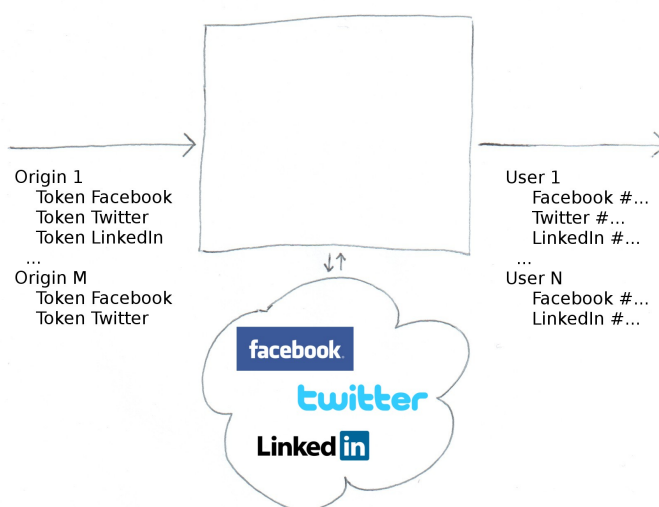 Origin 1
Token Facebook
Token Twitter
Token LinkedIn
...
Origin M
Token Facebook
Token Twitter
User 1
Facebook #...
Twitter #...
LinkedIn #...
...
User N
Facebook #...
LinkedIn #...
facebook
twitter
Linkedin